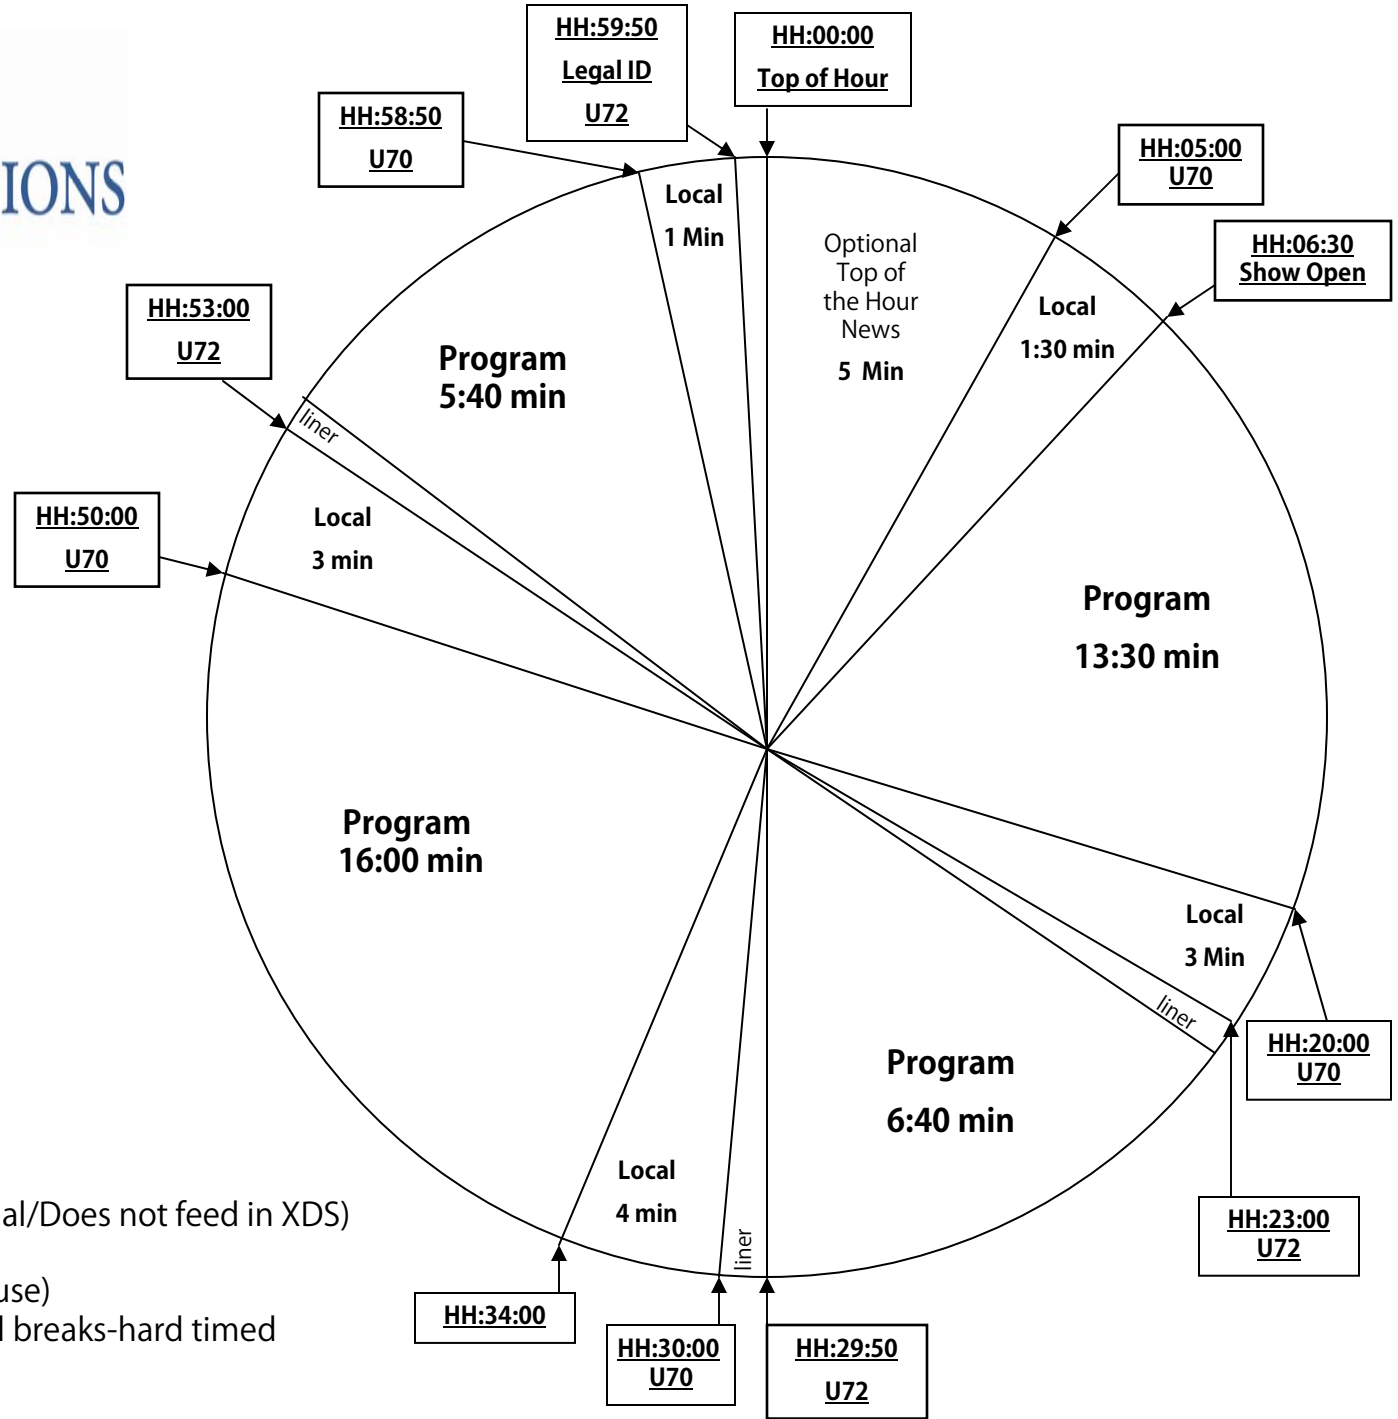 HH:59:50
Legal ID
U72
HH:00:00
Top of Hour
HH:58:50
U70
HH:05:00
U70
IONS
Local
1 Min
Optional
Top of
the Hour
News
5 Min
HH:06:30
Show Open
Local
1:30 min
HH:53:00
U72
Program
5:40 min
liner
HH:50:00
U70
Local
3 min
Program
13:30 min
Program
16:00 min
Local
3 Min
liner
HH:20:00
U70
Program
6:40 min
Local
4 min
liner
HH:23:00
U72
al/Does not feed in XDS)
use)
l breaks-hard timed
HH:34:00
HH:30:00
U70
HH:29:50
U72